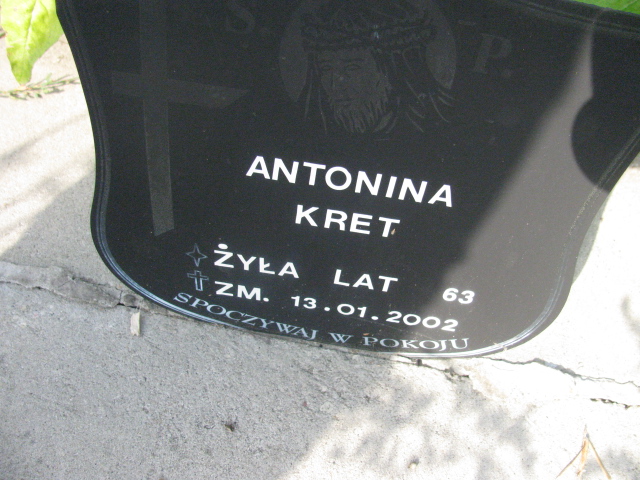 S. P.
ANTONINA
KRET
ŻYŁA LAT 63
ZM. 13.01.2002
SPOCZYWAJ W POKOJU